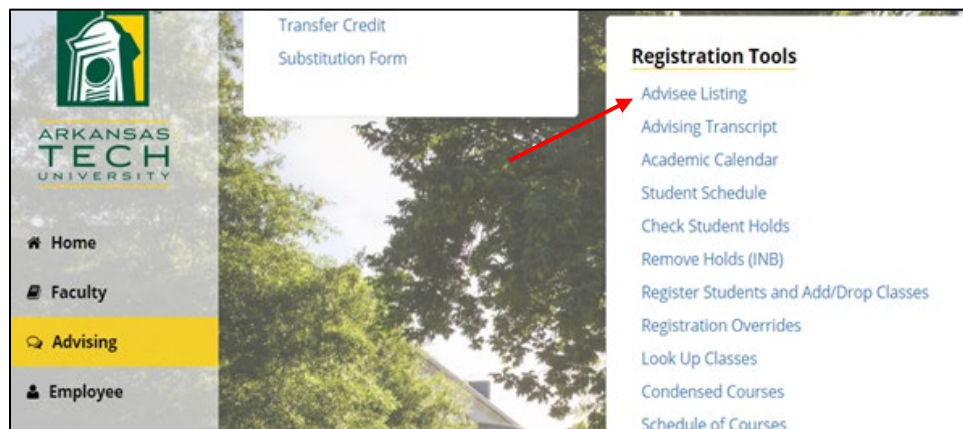 ARKANSAS
TECH
UNIVERSITY
Home
Faculty
Advising
Employee
Transfer Credit
Substitution Form
Registration Tools
Advisee Listing
Advising Transcript
Academic Calendar
Student Schedule
Check Student Holds
Remove Holds (INB)
Register Students and Add/Drop Classes
Registration Overrides
Look Up Classes
Condensed Courses
Schedule of Courses